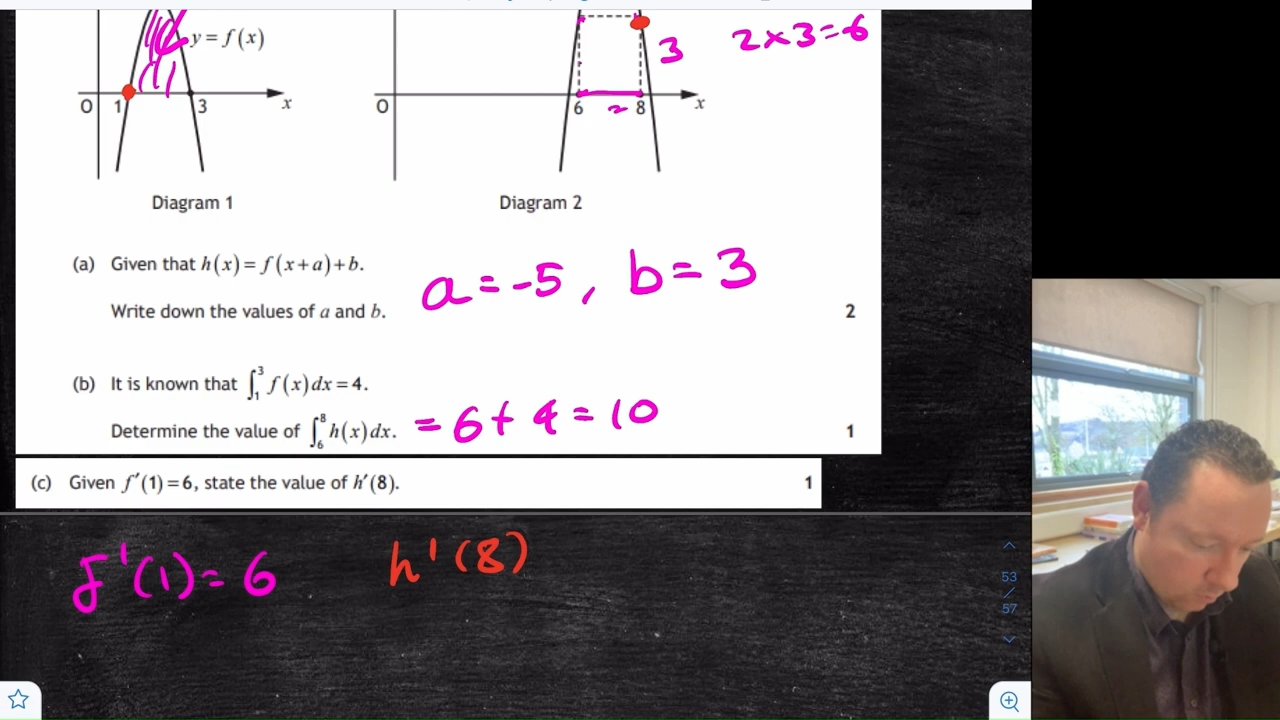 y = f(x)
3
2 x 3 = 6
O 1 3 x
O 6 2 8 x
Diagram 1 Diagram 2
(a) Given that h(x) = f(x+a)+b.
a = -5, b = 3
Write down the values of a and b. 2
(b) It is known that ∫₁³ f(x)dx = 4.
Determine the value of ∫₆⁸ h(x)dx. = 6 + 4 = 10 1
(c) Given f′(1) = 6, state the value of h′(8). 1
f'(1) = 6 h'(8)
53
/
57